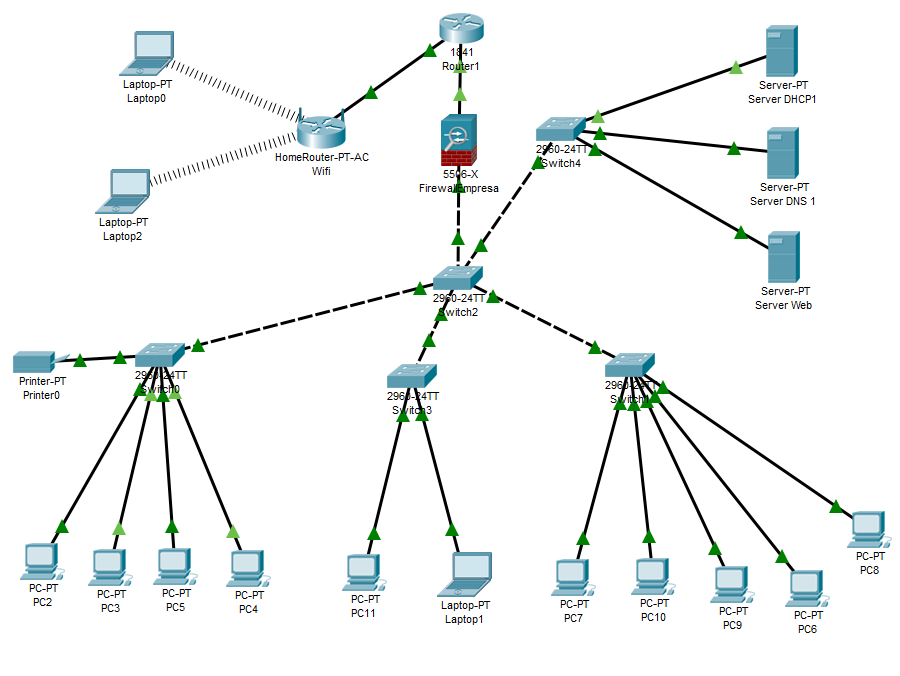 1841
Router1
Laptop-PT
Laptop0
Server-PT
Server DHCP1
HomeRouter-PT-AC
Wifi
2960-24TT
Switch4
5506-X
FirewallEmpresa
Server-PT
Server DNS 1
Laptop-PT
Laptop2
Server-PT
Server Web
2960-24TT
Switch2
Printer-PT
Printer0
2960-24TT
Switch0
2960-24TT
Switch3
2960-24TT
Switch1
PC-PT
PC2
PC-PT
PC3
PC-PT
PC5
PC-PT
PC4
PC-PT
PC11
Laptop-PT
Laptop1
PC-PT
PC7
PC-PT
PC10
PC-PT
PC9
PC-PT
PC6
PC-PT
PC8